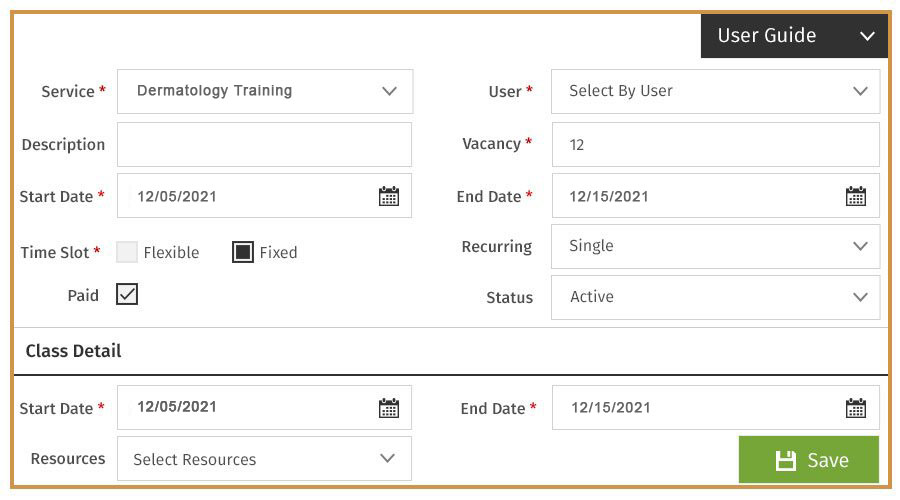 User Guide
Service * Dermatology Training User * Select By User
Description Vacancy * 12
Start Date * 12/05/2021 End Date * 12/15/2021
Time Slot * Flexible Fixed Recurring Single
Paid Status Active
Class Detail
Start Date * 12/05/2021 End Date * 12/15/2021
Resources Select Resources Save